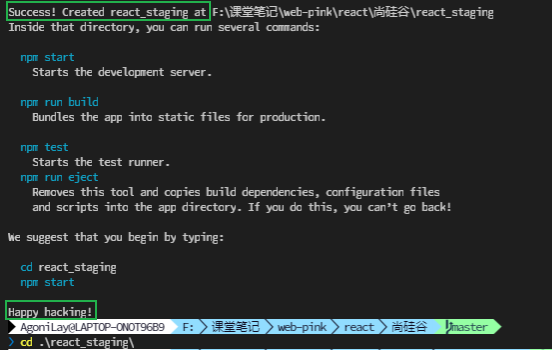 Success! Created react_staging at F:\课堂笔记\web-pink\react\尚硅谷\react_staging
Inside that directory, you can run several commands:
npm start
Starts the development server.
npm run build
Bundles the app into static files for production.
npm test
Starts the test runner.
npm run eject
Removes this tool and copies build dependencies, configuration files
and scripts into the app directory. If you do this, you can't go back!
We suggest that you begin by typing:
cd react_staging
npm start
Happy hacking!
AgoniLay@LAPTOP-ONOT96B9 F: 课堂笔记 web-pink react 尚硅谷 master
cd .\react_staging\